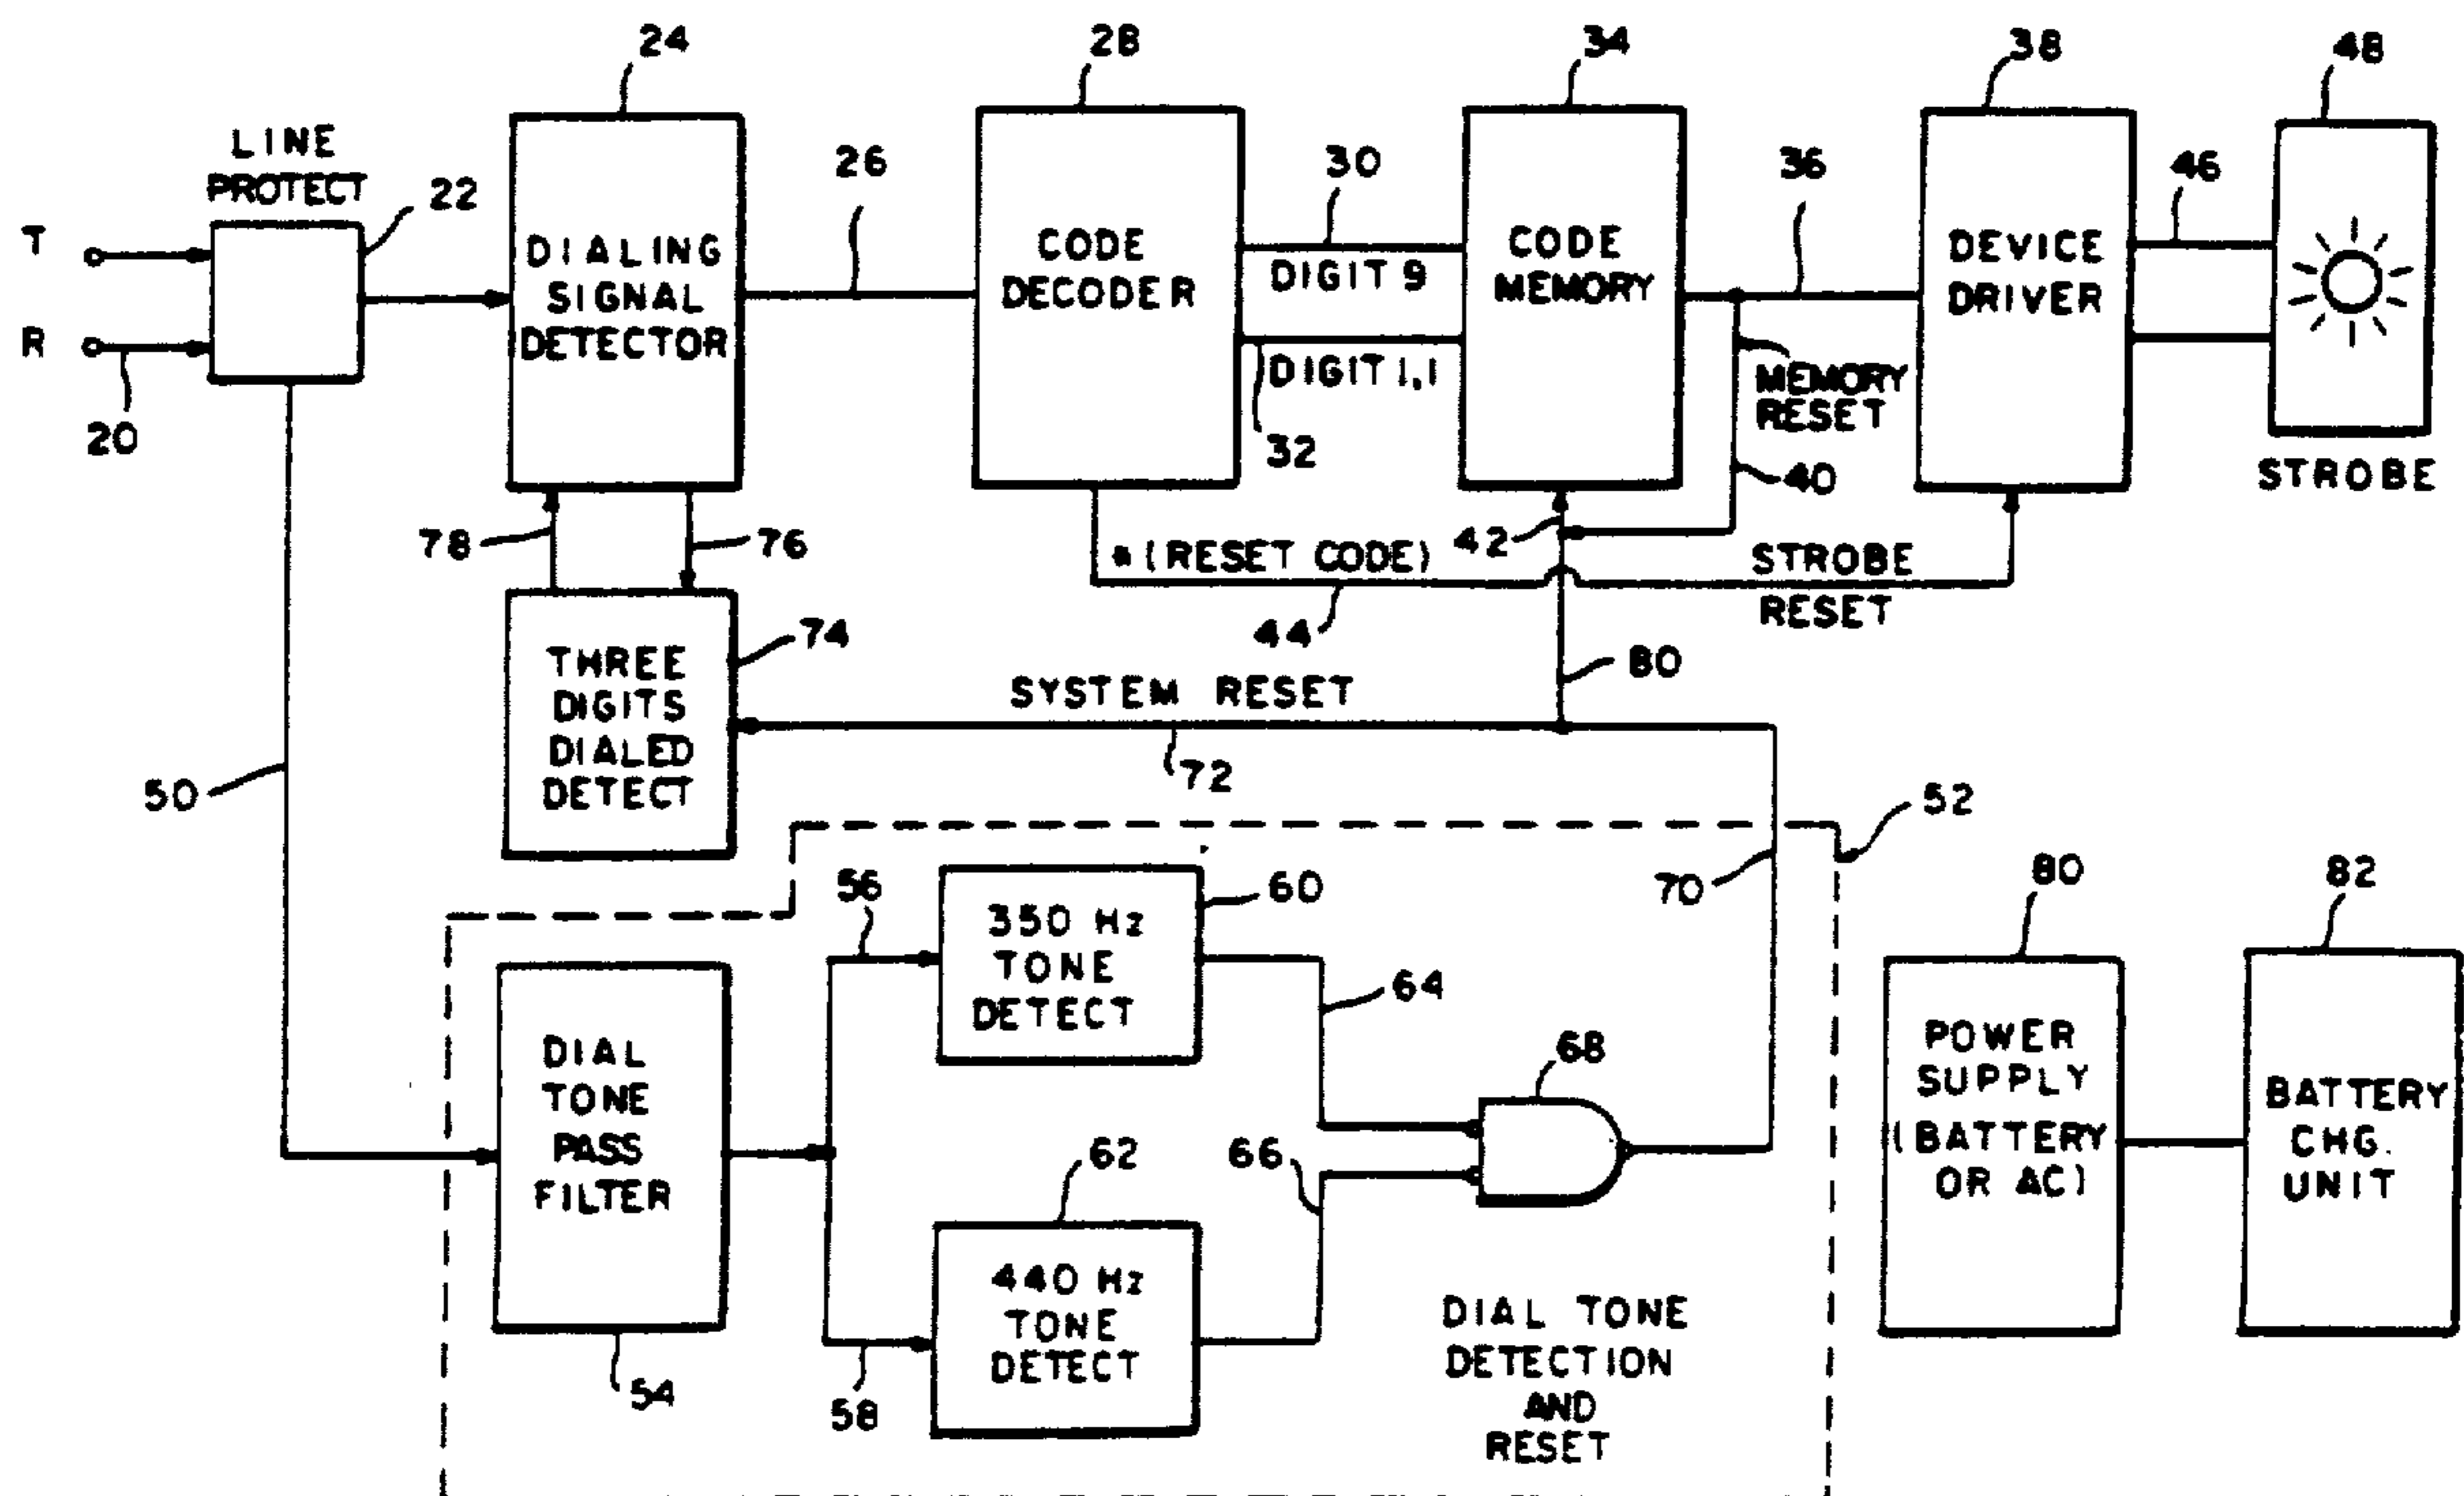 24
28
34
38
48
LINE
PROTECT
22
26
30
36
46
T
R
20
DIALING
SIGNAL
DETECTOR
CODE
DECODER
DIGIT 9
DIGIT 1,1
32
CODE
MEMORY
MEMORY
RESET
40
42
DEVICE
DRIVER
STROBE
78
76
*(RESET CODE)
44
STROBE
RESET
THREE
DIGITS
DIALED
DETECT
74
SYSTEM RESET
72
80
50
52
56
350 Hz
TONE
DETECT
60
70
64
DIAL
TONE
PASS
FILTER
54
68
66
62
440 Hz
TONE
DETECT
58
DIAL TONE
DETECTION
AND
RESET
80
82
POWER
SUPPLY
(BATTERY
OR AC)
BATTERY
CHG.
UNIT